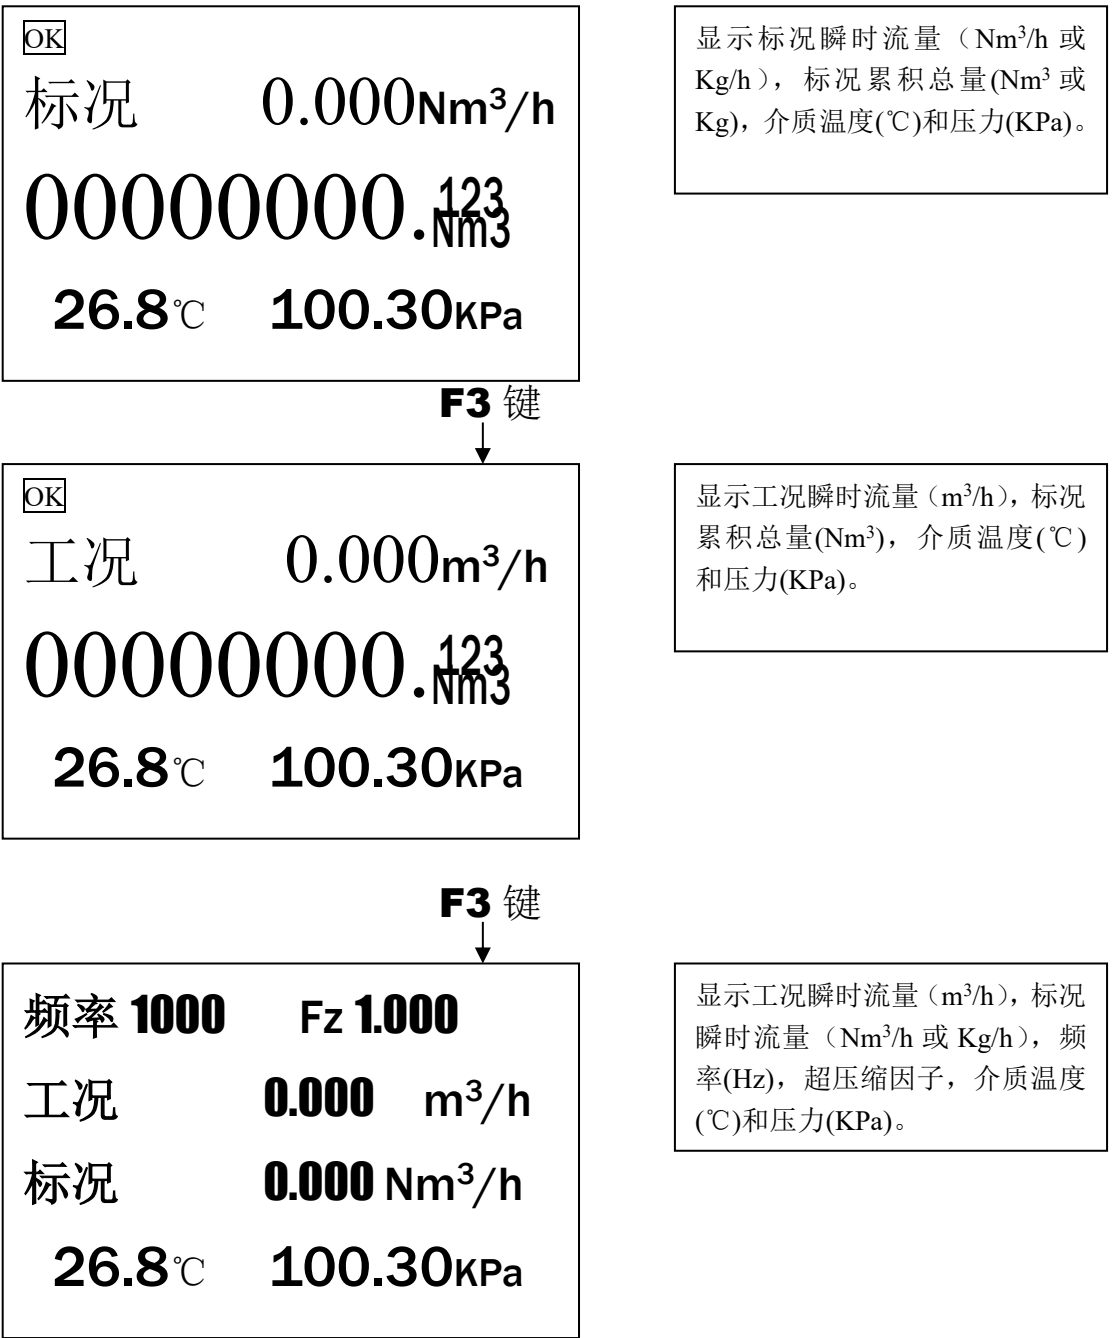 OK
标况 0.000Nm³/h
00000000.123
Nm3
26.8℃ 100.30KPa
显示标况瞬时流量（Nm³/h 或
Kg/h），标况累积总量(Nm³ 或
Kg)，介质温度(℃)和压力(KPa)。
F3 键
OK
工况 0.000m³/h
00000000.123
Nm3
26.8℃ 100.30KPa
显示工况瞬时流量（m³/h），标况
累积总量(Nm³)，介质温度(℃)
和压力(KPa)。
F3 键
频率 1000 Fz 1.000
工况 0.000 m³/h
标况 0.000 Nm³/h
26.8℃ 100.30KPa
显示工况瞬时流量（m³/h），标况
瞬时流量（Nm³/h 或 Kg/h），频
率(Hz)，超压缩因子，介质温度
(℃)和压力(KPa)。